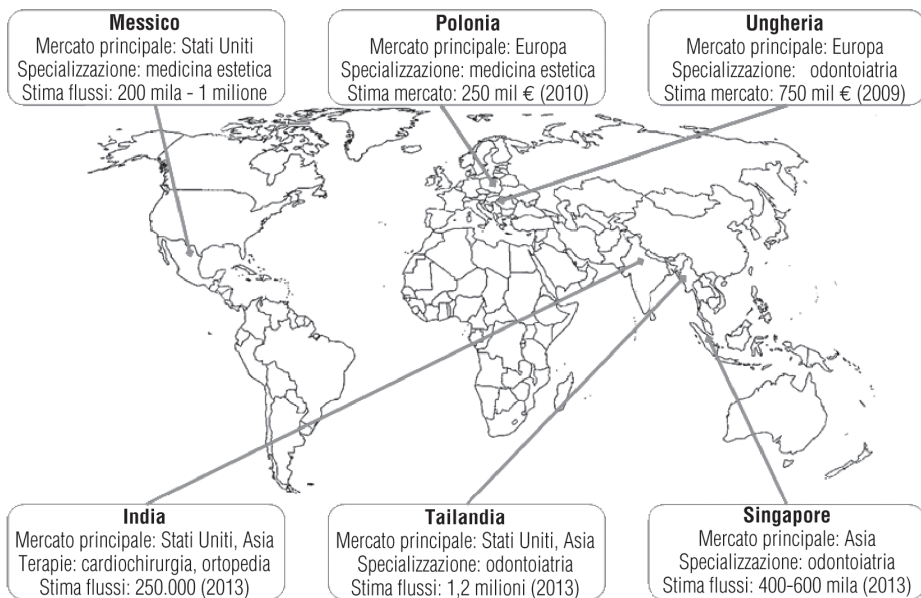 Messico
Mercato principale: Stati Uniti
Specializzazione: medicina estetica
Stima flussi: 200 mila - 1 milione
Polonia
Mercato principale: Europa
Specializzazione: medicina estetica
Stima mercato: 250 mil € (2010)
Ungheria
Mercato principale: Europa
Specializzazione: odontoiatria
Stima mercato: 750 mil € (2009)
India
Mercato principale: Stati Uniti, Asia
Terapie: cardiochirurgia, ortopedia
Stima flussi: 250.000 (2013)
Tailandia
Mercato principale: Stati Uniti, Asia
Specializzazione: odontoiatria
Stima flussi: 1,2 milioni (2013)
Singapore
Mercato principale: Asia
Specializzazione: odontoiatria
Stima flussi: 400-600 mila (2013)